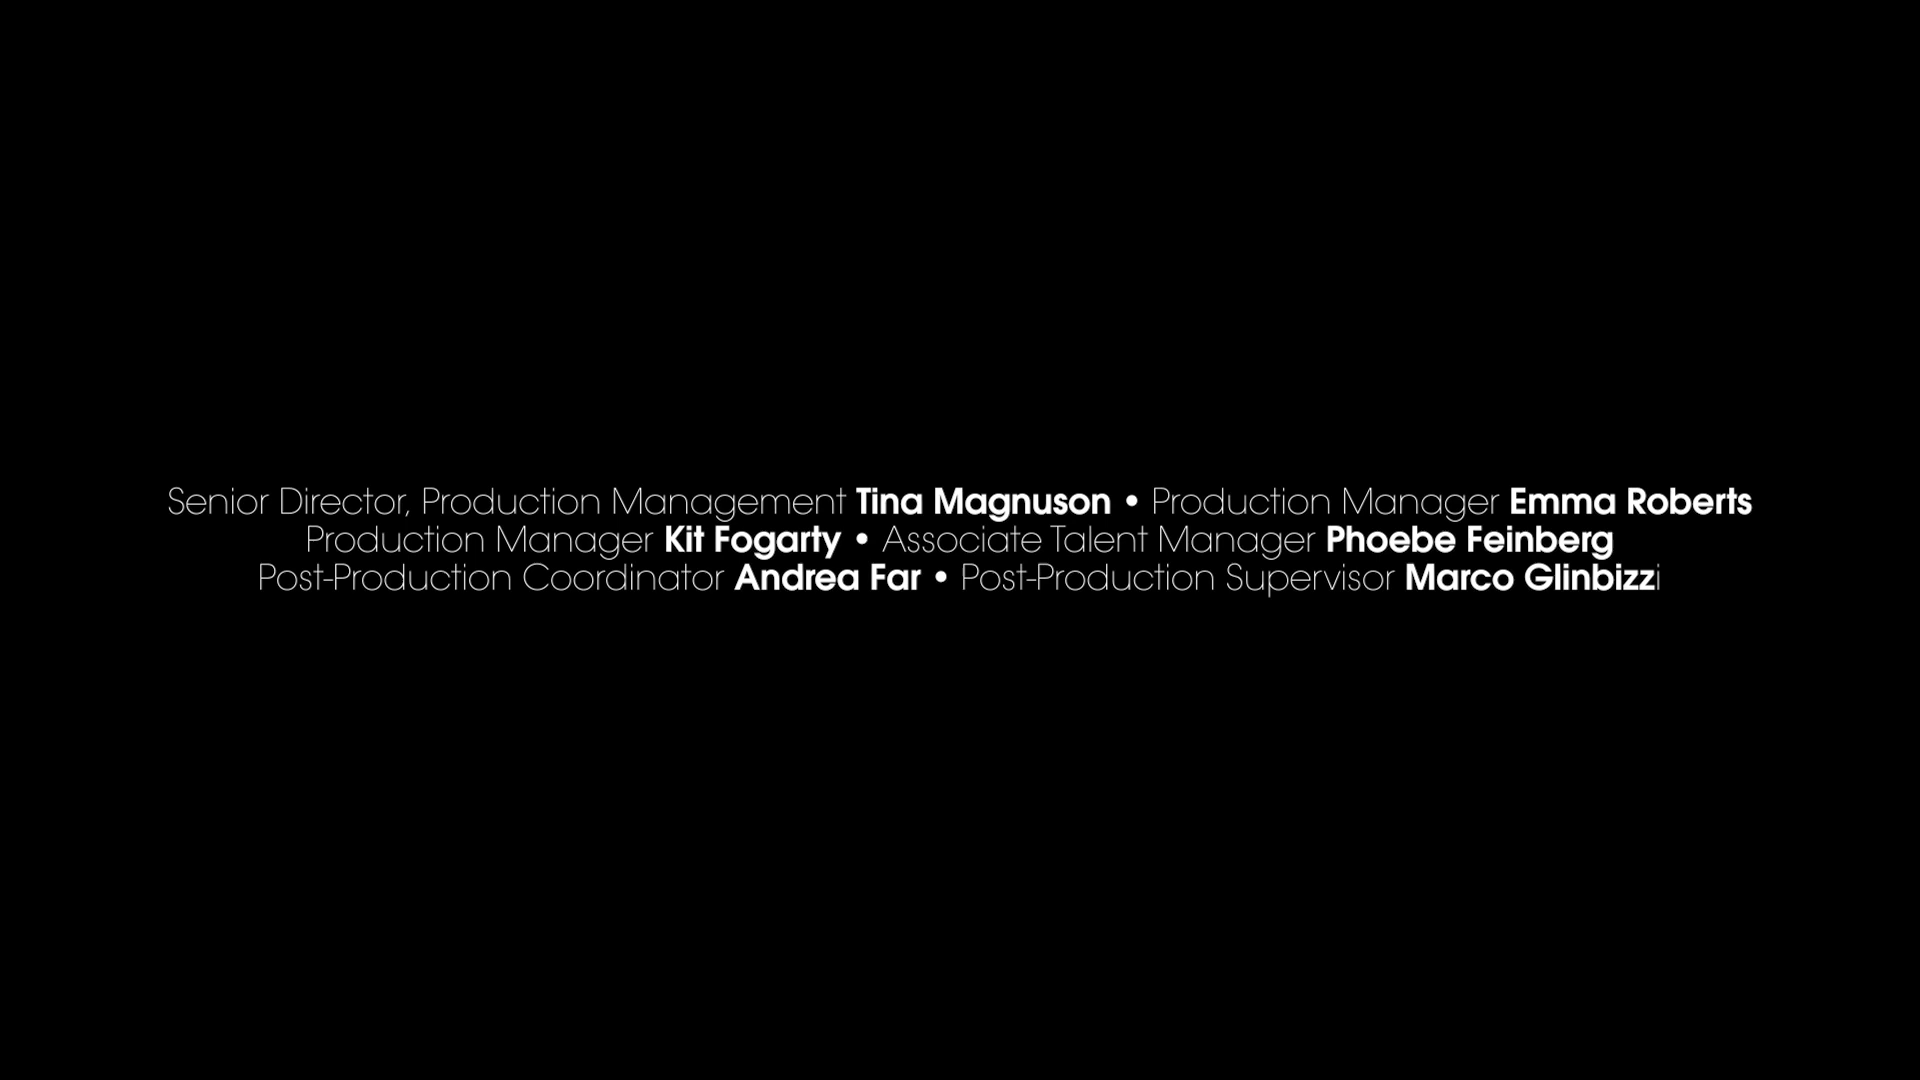 Senior Director, Production Management Tina Magnuson • Production Manager Emma Roberts
Production Manager Kit Fogarty • Associate Talent Manager Phoebe Feinberg
Post-Production Coordinator Andrea Far • Post-Production Supervisor Marco Glinbizzi